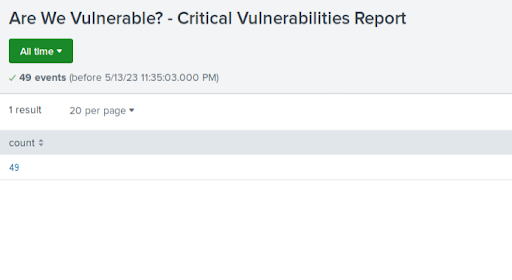 Are We Vulnerable? - Critical Vulnerabilities Report
All time
49 events (before 5/13/23 11:35:03.000 PM)
1 result 20 per page
count
49